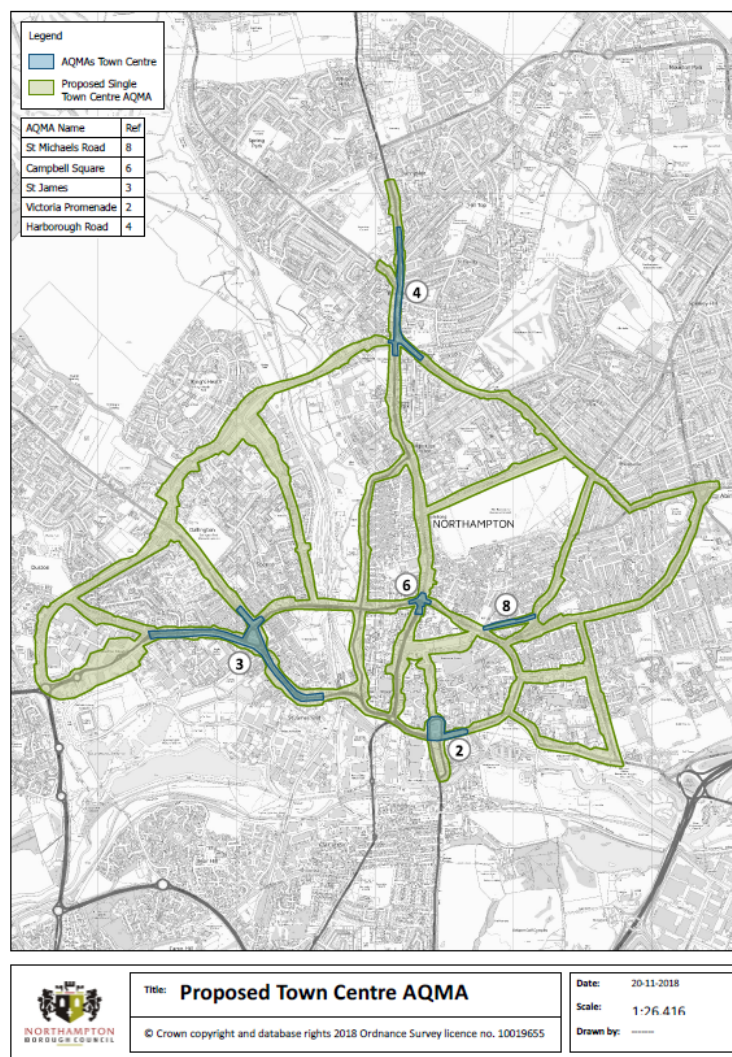 Legend
AQMAs Town Centre
Proposed Single
Town Centre AQMA
AQMA Name Ref
St Michaels Road 8
Campbell Square 6
St James 3
Victoria Promenade 2
Harborough Road 4
4
NORTHAMPTON
6
8
3
2
Dallington
Duston
NORTHAMPTON
BOROUGH COUNCIL
Title: Proposed Town Centre AQMA
© Crown copyright and database rights 2018 Ordnance Survey licence no. 10019655
Date: 20-11-2018
Scale: 1:26,416
Drawn by: